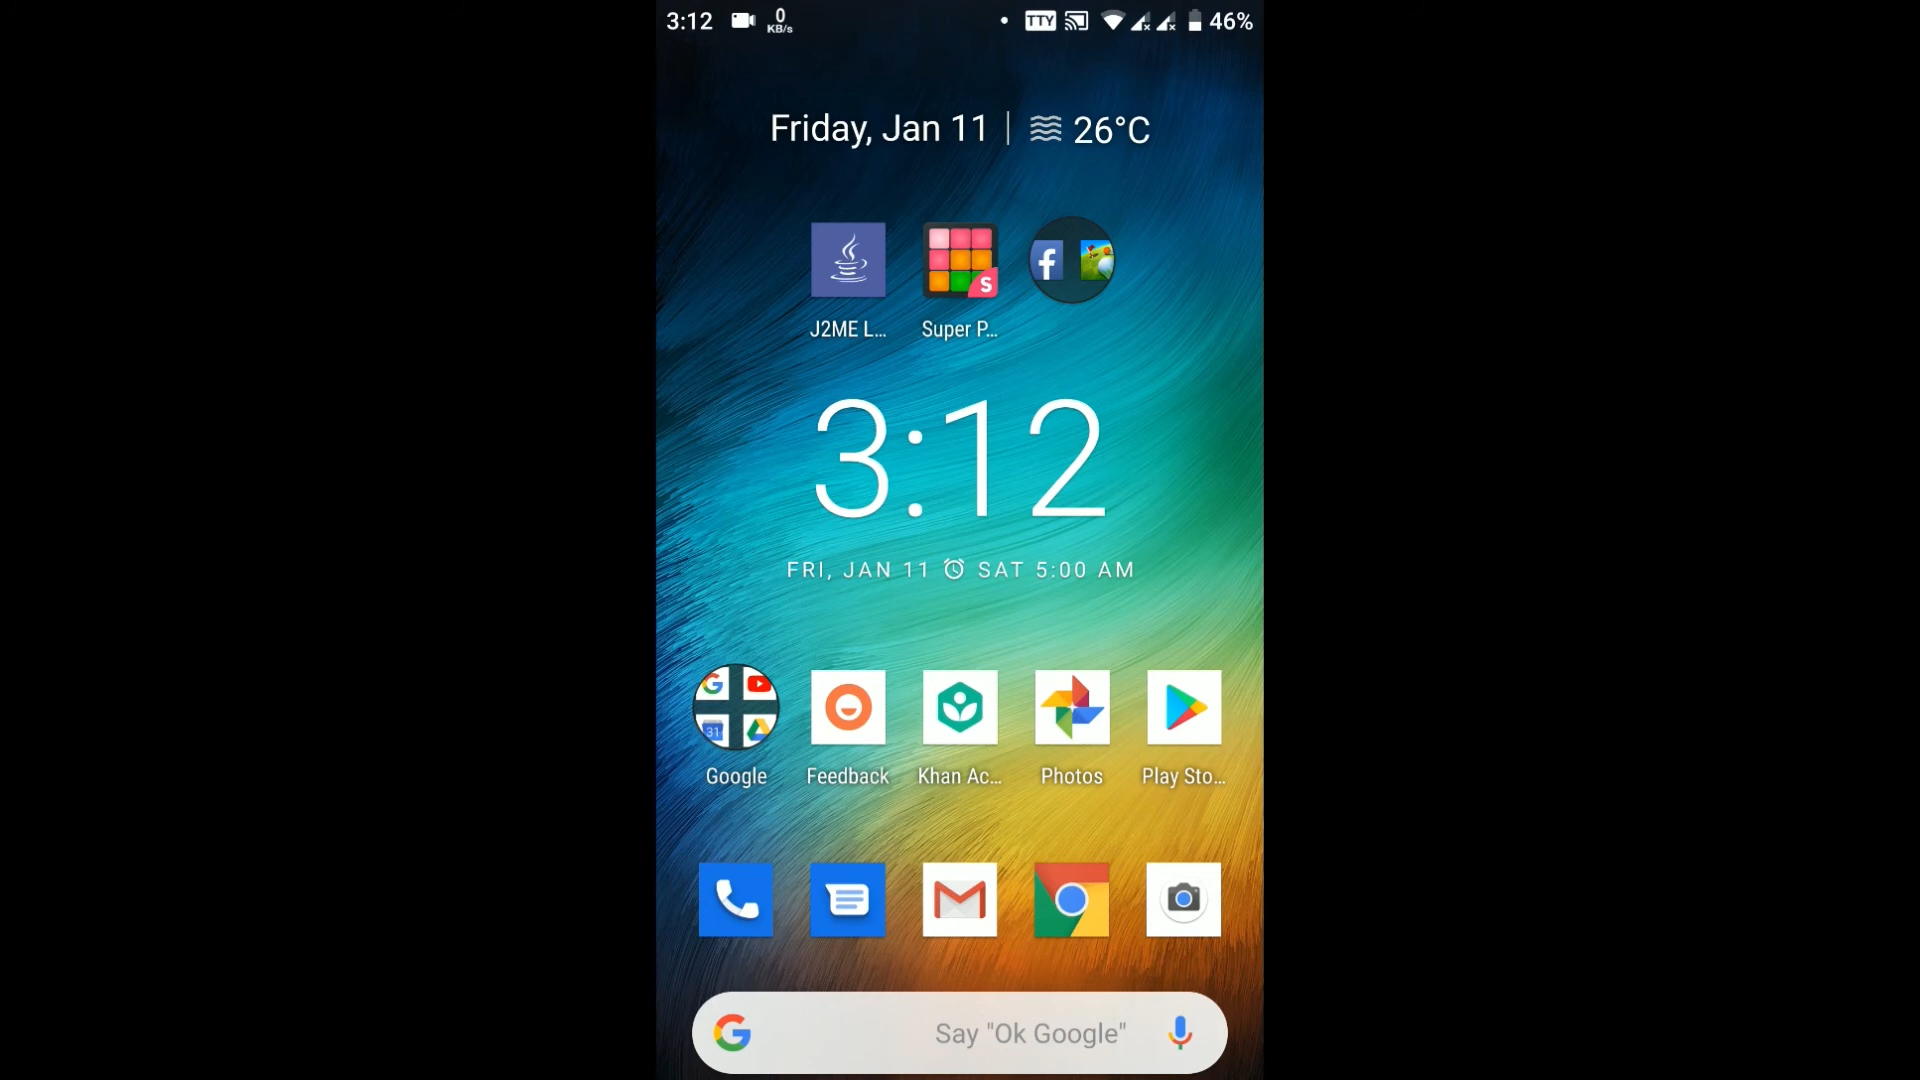 3:12 0 KB/s TTY 46%
Friday, Jan 11 | 26°C
J2ME L... Super P...
3:12
FRI, JAN 11 SAT 5:00 AM
31
Google Feedback Khan Ac... Photos Play Sto...
Say "Ok Google"